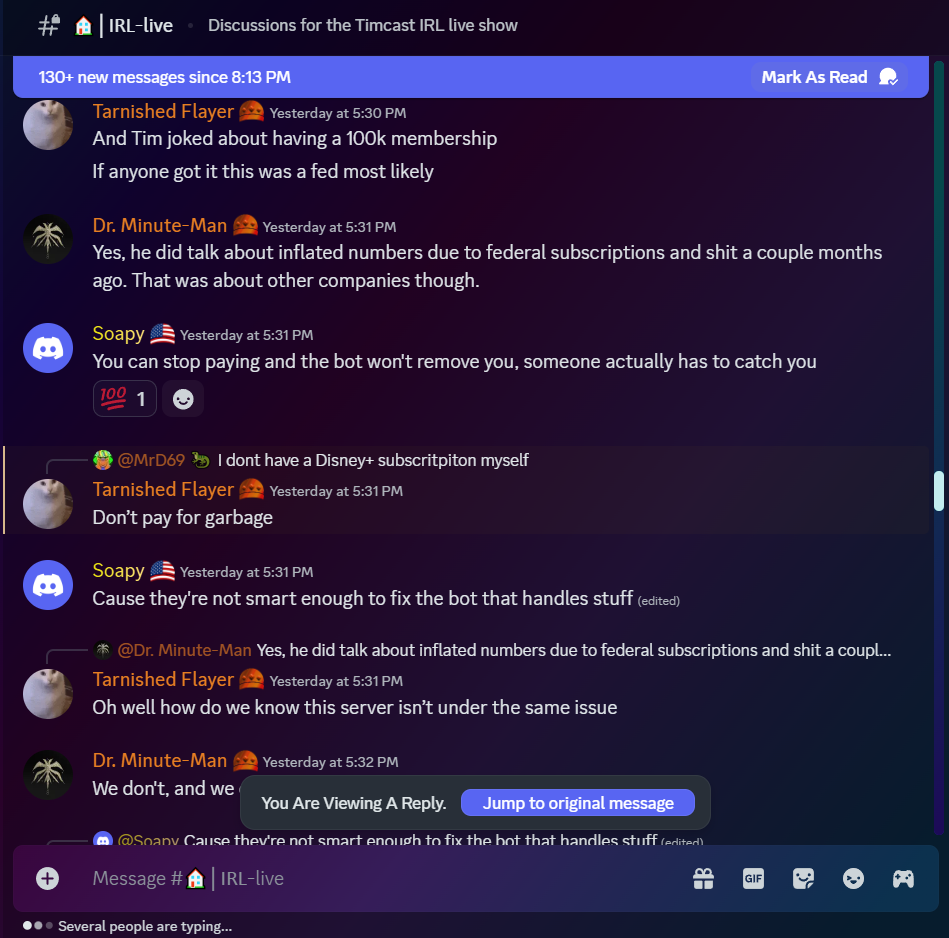 IRL-live • Discussions for the Timcast IRL live show
130+ new messages since 8:13 PM Mark As Read
Tarnished Flayer Yesterday at 5:30 PM
And Tim joked about having a 100k membership
If anyone got it this was a fed most likely
Dr. Minute-Man Yesterday at 5:31 PM
Yes, he did talk about inflated numbers due to federal subscriptions and shit a couple months
ago. That was about other companies though.
Soapy Yesterday at 5:31 PM
You can stop paying and the bot won't remove you, someone actually has to catch you
100 1
@MrD69 I dont have a Disney+ subscritpiton myself
Tarnished Flayer Yesterday at 5:31 PM
Don’t pay for garbage
Soapy Yesterday at 5:31 PM
Cause they're not smart enough to fix the bot that handles stuff (edited)
@Dr. Minute-Man Yes, he did talk about inflated numbers due to federal subscriptions and shit a coupl...
Tarnished Flayer Yesterday at 5:31 PM
Oh well how do we know this server isn’t under the same issue
Dr. Minute-Man Yesterday at 5:32 PM
We don't, and we
You Are Viewing A Reply. Jump to original message
@Soapy Cause they're not smart enough to fix the bot that handles stuff (edited)
Message # | IRL-live GIF
Several people are typing...